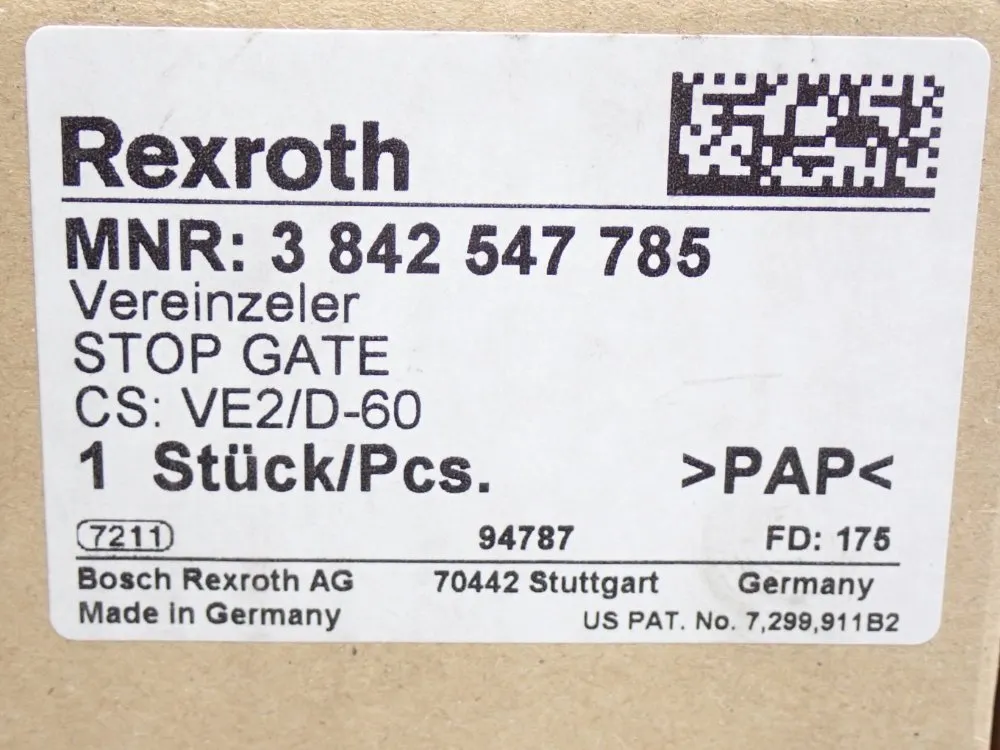 Rexroth
MNR: 3 842 547 785
Vereinzeler
STOP GATE
CS: VE2/D-60
1 Stück/Pcs. >PAP<
7211 94787 FD: 175
Bosch Rexroth AG 70442 Stuttgart Germany
Made in Germany US PAT. No. 7,299,911B2